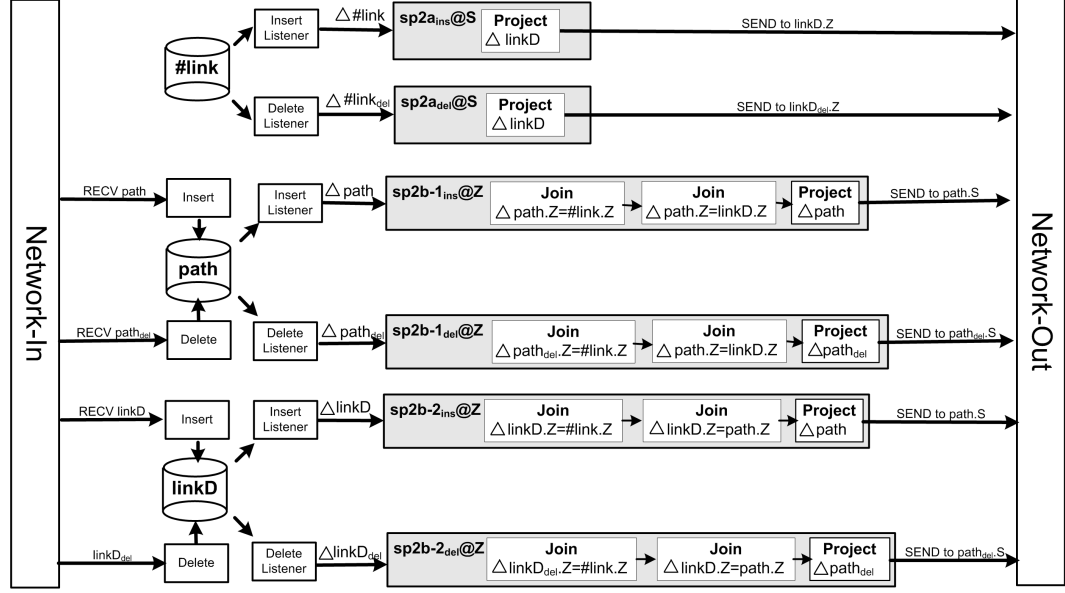 Network-In
#link
Insert
Listener
△#link
sp2a_ins@S
Project
△ linkD
SEND to linkD.Z
Delete
Listener
△ #link_del
sp2a_del@S
Project
△ linkD
SEND to linkD_del.Z
RECV path
Insert
Insert
Listener
△ path
sp2b-1_ins@Z
Join
△ path.Z=#link.Z
Join
△ path.Z=linkD.Z
Project
△path
SEND to path.S
path
RECV path_del
Delete
Delete
Listener
△ path_del
sp2b-1_del@Z
Join
△ path_del.Z=#link.Z
Join
△ path.Z=linkD.Z
Project
△path_del
SEND to path_del.S
RECV linkD
Insert
Insert
Listener
△linkD
sp2b-2_ins@Z
Join
△ linkD.Z=#link.Z
Join
△ linkD.Z=path.Z
Project
△path
SEND to path.S
linkD
linkD_del
Delete
Delete
Listener
△linkD_del
sp2b-2_del@Z
Join
△ linkD_del.Z=#link.Z
Join
△ linkD.Z=path.Z
Project
△path_del
SEND to path_del.S
Network-Out